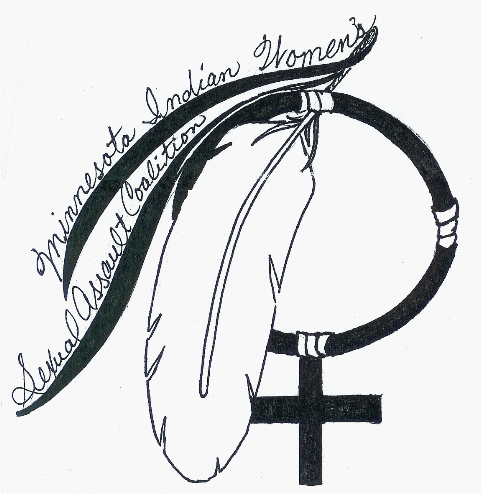 Minnesota Indian Women's
Sexual Assault Coalition